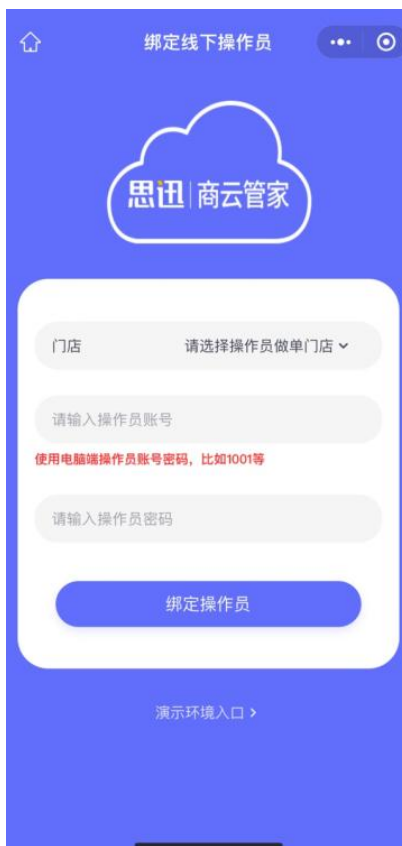 绑定线下操作员
思迅|商云管家
门店 请选择操作员做单门店
请输入操作员账号
使用电脑端操作员账号密码，比如1001等
请输入操作员密码
绑定操作员
演示环境入口